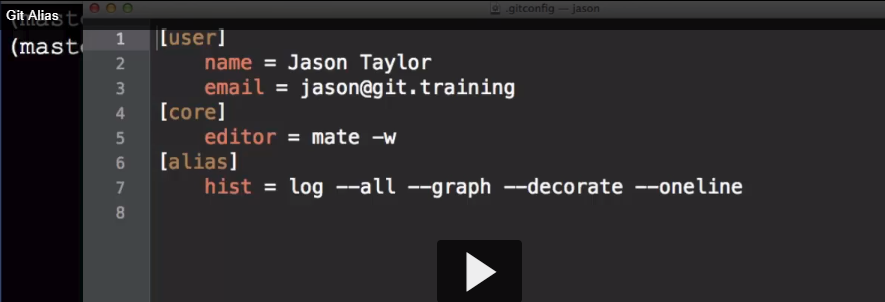 Git Alias
.gitconfig — jason
(maste
(maste
1 [user]
2 name = Jason Taylor
3 email = jason@git.training
4 [core]
5 editor = mate -w
6 [alias]
7 hist = log --all --graph --decorate --oneline
8